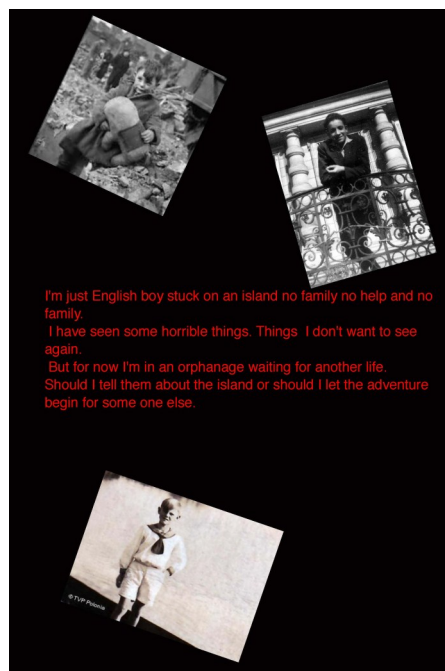 I'm just English boy stuck on an island no family no help and no
family.
I have seen some horrible things. Things  I don't want to see
again.
But for now I'm in an orphanage waiting for another life.
Should I tell them about the island or should I let the adventure
begin for some one else.
©TVP Polonia